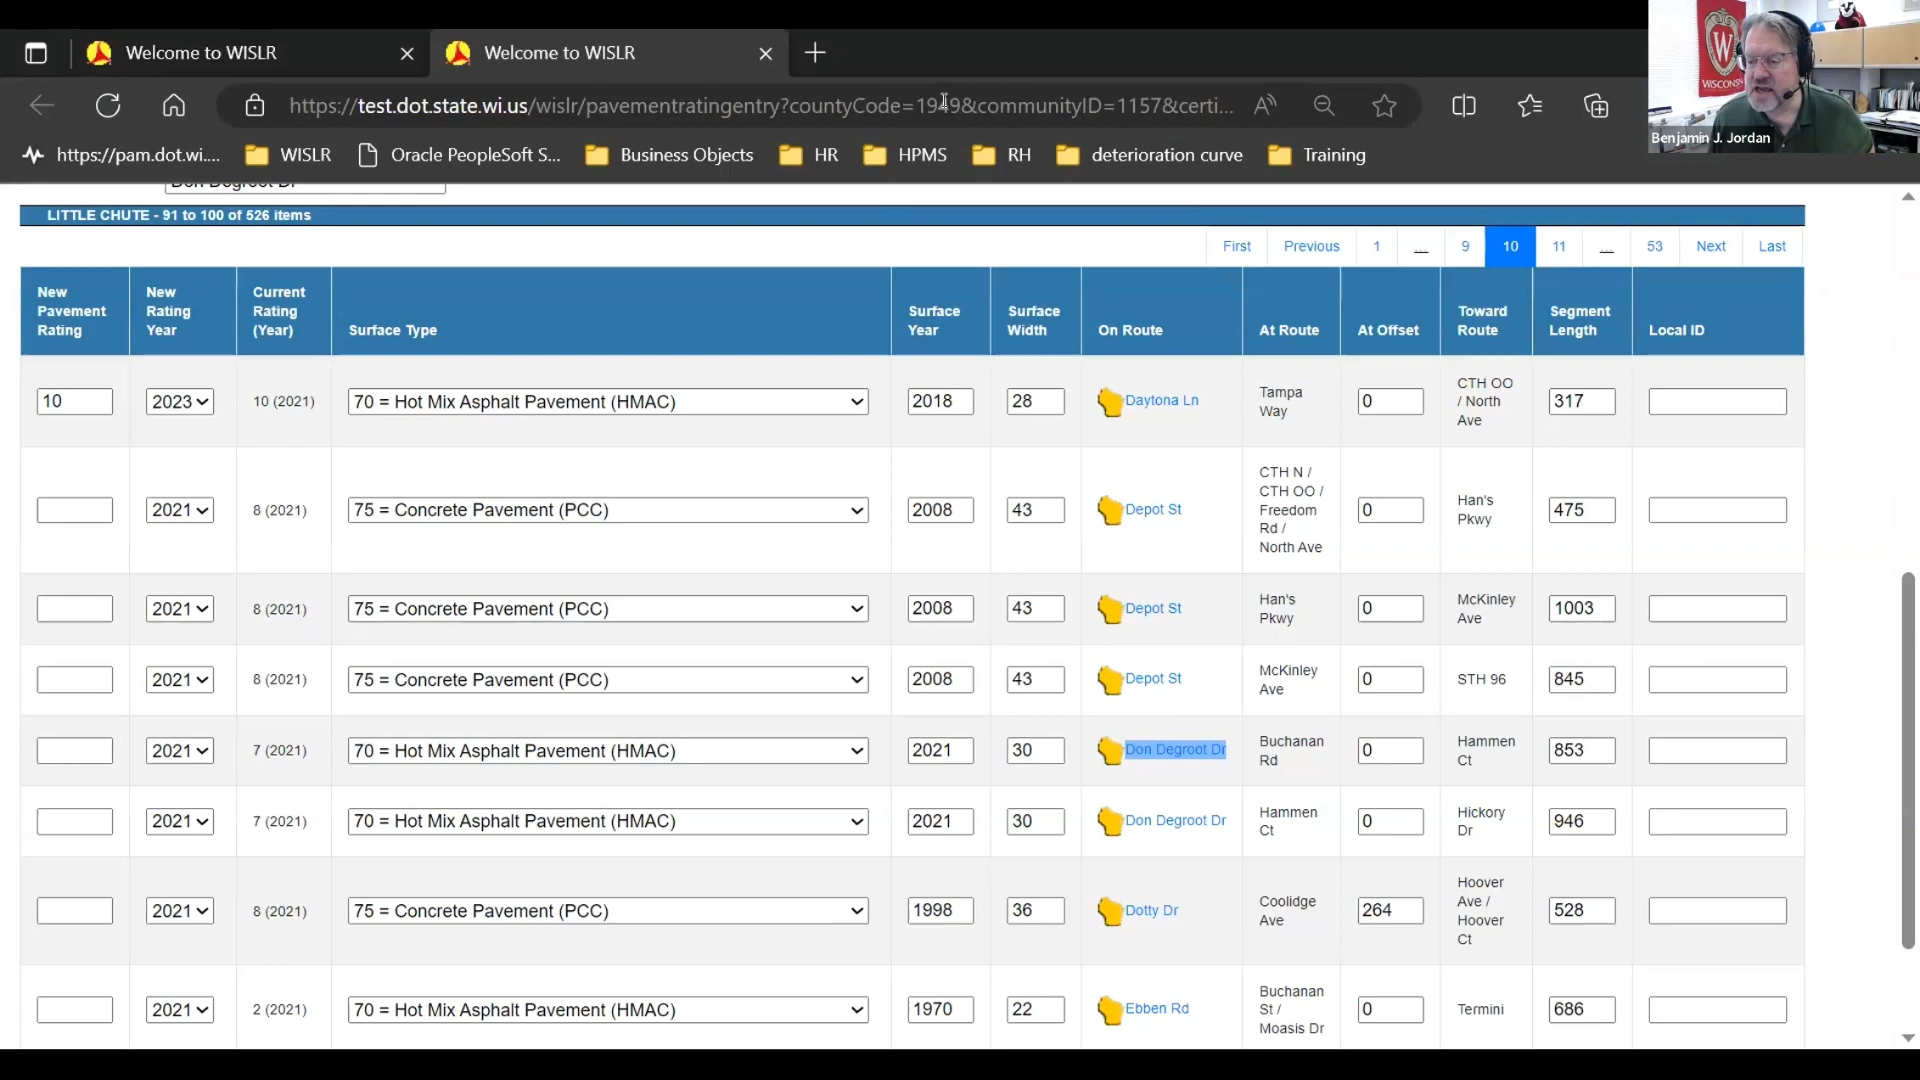 Welcome to WISLR
Welcome to WISLR
https://test.dot.state.wi.us/wislr/pavementratingentry?countyCode=1949&communityID=1157&certi...
https://pam.dot.wi....
WISLR
Oracle PeopleSoft S...
Business Objects
HR
HPMS
RH
deterioration curve
Training
W
WISCONSIN
Benjamin J. Jordan
Don Degroot Dr
LITTLE CHUTE - 91 to 100 of 526 items
First Previous 1 ... 9 10 11 ... 53 Next Last
New Pavement Rating
New Rating Year
Current Rating (Year)
Surface Type
Surface Year
Surface Width
On Route
At Route
At Offset
Toward Route
Segment Length
Local ID
10 2023 10 (2021) 70 = Hot Mix Asphalt Pavement (HMAC) 2018 28 Daytona Ln Tampa Way 0 CTH OO / North Ave 317
2021 8 (2021) 75 = Concrete Pavement (PCC) 2008 43 Depot St CTH N / CTH OO / Freedom Rd / North Ave 0 Han's Pkwy 475
2021 8 (2021) 75 = Concrete Pavement (PCC) 2008 43 Depot St Han's Pkwy 0 McKinley Ave 1003
2021 8 (2021) 75 = Concrete Pavement (PCC) 2008 43 Depot St McKinley Ave 0 STH 96 845
2021 7 (2021) 70 = Hot Mix Asphalt Pavement (HMAC) 2021 30 Don Degroot Dr Buchanan Rd 0 Hammen Ct 853
2021 7 (2021) 70 = Hot Mix Asphalt Pavement (HMAC) 2021 30 Don Degroot Dr Hammen Ct 0 Hickory Dr 946
2021 8 (2021) 75 = Concrete Pavement (PCC) 1998 36 Dotty Dr Coolidge Ave 264 Hoover Ave / Hoover Ct 528
2021 2 (2021) 70 = Hot Mix Asphalt Pavement (HMAC) 1970 22 Ebben Rd Buchanan St / Moasis Dr 0 Termini 686